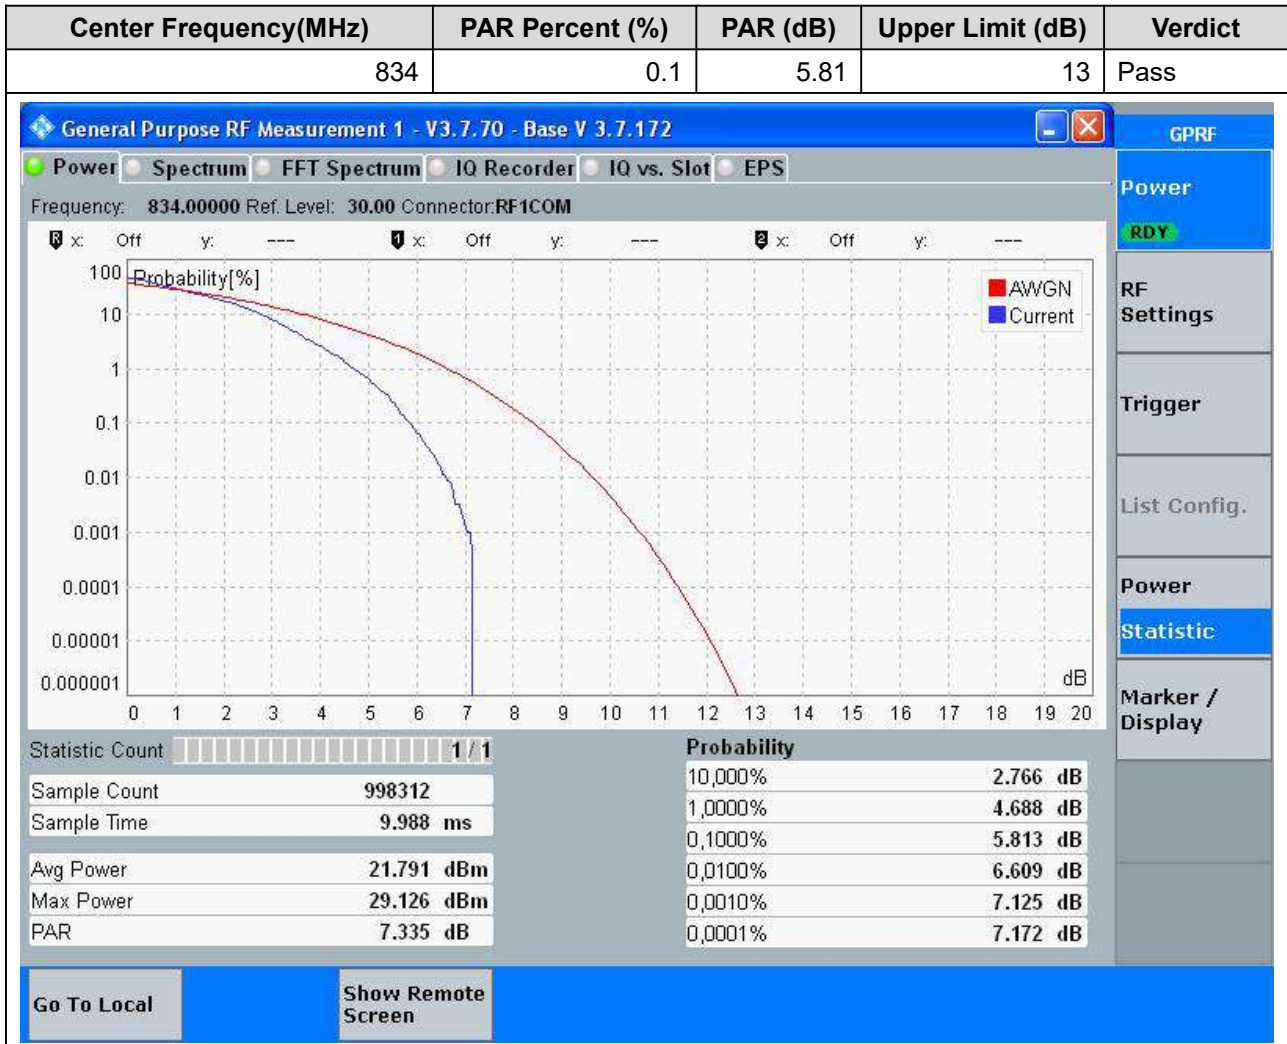 Center Frequency(MHz) PAR Percent (%) PAR (dB) Upper Limit (dB) Verdict
834 0.1 5.81 13 Pass
General Purpose RF Measurement 1 - V3.7.70 - Base V 3.7.172
GPRF
Power Spectrum FFT Spectrum IQ Recorder IQ vs. Slot EPS
Power
RDY
Frequency: 834.00000 Ref. Level: 30.00 Connector:RF1COM
R x: Off y: --- 1 x: Off y: --- 2 x: Off y: ---
Probability[%]
100
10
1
0.1
0.01
0.001
0.0001
0.00001
0.000001
AWGN
Current
dB
0 1 2 3 4 5 6 7 8 9 10 11 12 13 14 15 16 17 18 19 20
RF
Settings
Trigger
List Config.
Power
Statistic
Marker /
Display
Statistic Count 1 / 1
Sample Count 998312
Sample Time 9.988 ms
Avg Power 21.791 dBm
Max Power 29.126 dBm
PAR 7.335 dB
Probability
10,000% 2.766 dB
1,0000% 4.688 dB
0,1000% 5.813 dB
0,0100% 6.609 dB
0,0010% 7.125 dB
0,0001% 7.172 dB
Go To Local
Show Remote
Screen